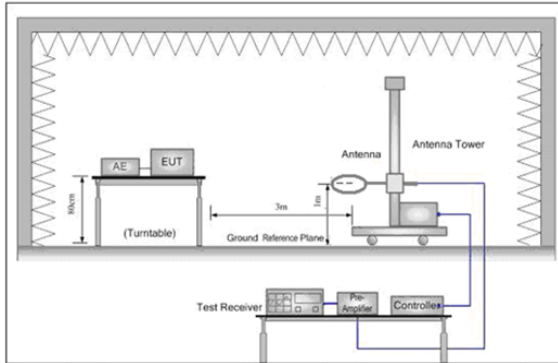 Antenna Tower
Antenna
AE
EUT
80cm
3m
1m
(Turntable)
Ground Reference Plane
Test Receiver
Pre-
Amplifier
Controller